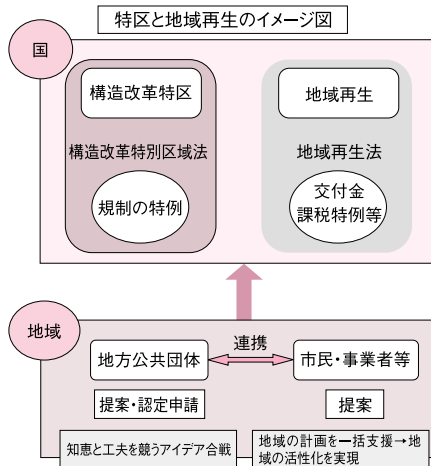 特区と地域再生のイメージ図
国
構造改革特区
構造改革特別区域法
規制の特例
地域再生
地域再生法
交付金
課税特例等
地域
地方公共団体
連携
市民・事業者等
提案・認定申請
提案
知恵と工夫を競うアイデア合戦
地域の計画を一括支援→地
域の活性化を実現